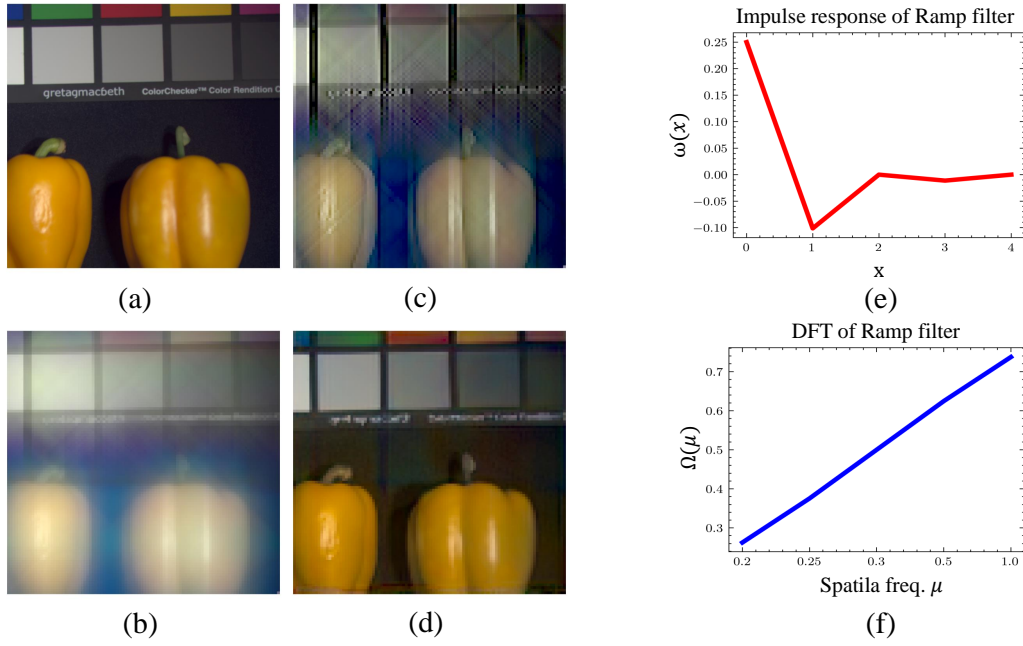 gretagmacbeth
ColorChecker™ Color Rendition C
(a)
(c)
(b)
(d)
Impulse response of Ramp filter
ω(x)
0.25
0.20
0.15
0.10
0.05
0.00
−0.05
−0.10
0 1 2 3 4
x
(e)
DFT of Ramp filter
Ω(μ)
0.7
0.6
0.5
0.4
0.3
0.2 0.25 0.3 0.5 1.0
Spatila freq. μ
(f)